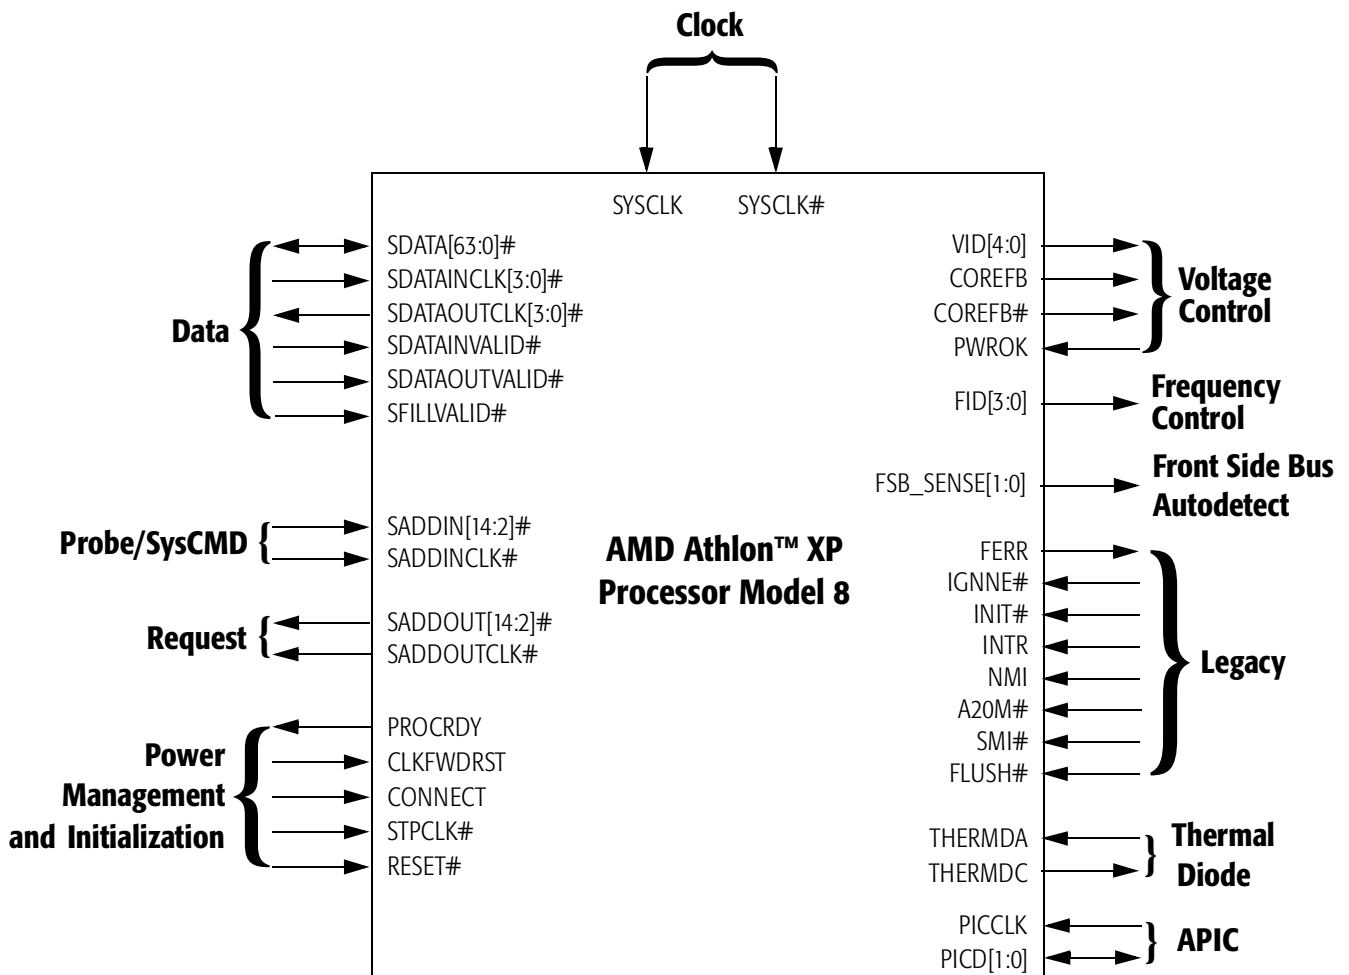 Clock
SYSCLK
SYSCLK#
Data
SDATA[63:0]#
SDATAINCLK[3:0]#
SDATAOUTCLK[3:0]#
SDATAINVALID#
SDATAOUTVALID#
SFILLVALID#
Probe/SysCMD
SADDIN[14:2]#
SADDINCLK#
Request
SADDOUT[14:2]#
SADDOUTCLK#
Power
Management
and Initialization
PROCRDY
CLKFWDRST
CONNECT
STPCLK#
RESET#
AMD Athlon™ XP
Processor Model 8
VID[4:0]
COREFB
COREFB#
PWROK
Voltage
Control
FID[3:0]
Frequency
Control
FSB_SENSE[1:0]
Front Side Bus
Autodetect
FERR
IGNNE#
INIT#
INTR
NMI
A20M#
SMI#
FLUSH#
Legacy
THERMDA
THERMDC
Thermal
Diode
PICCLK
PICD[1:0]
APIC